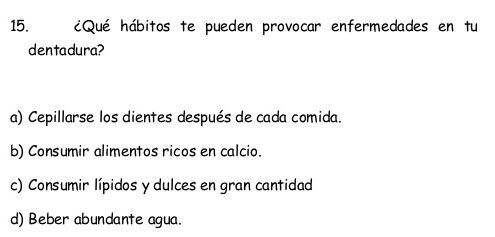 15. ¿Qué hábitos te pueden provocar enfermedades en tu
dentadura?
a) Cepillarse los dientes después de cada comida.
b) Consumir alimentos ricos en calcio.
c) Consumir lípidos y dulces en gran cantidad
d) Beber abundante agua.